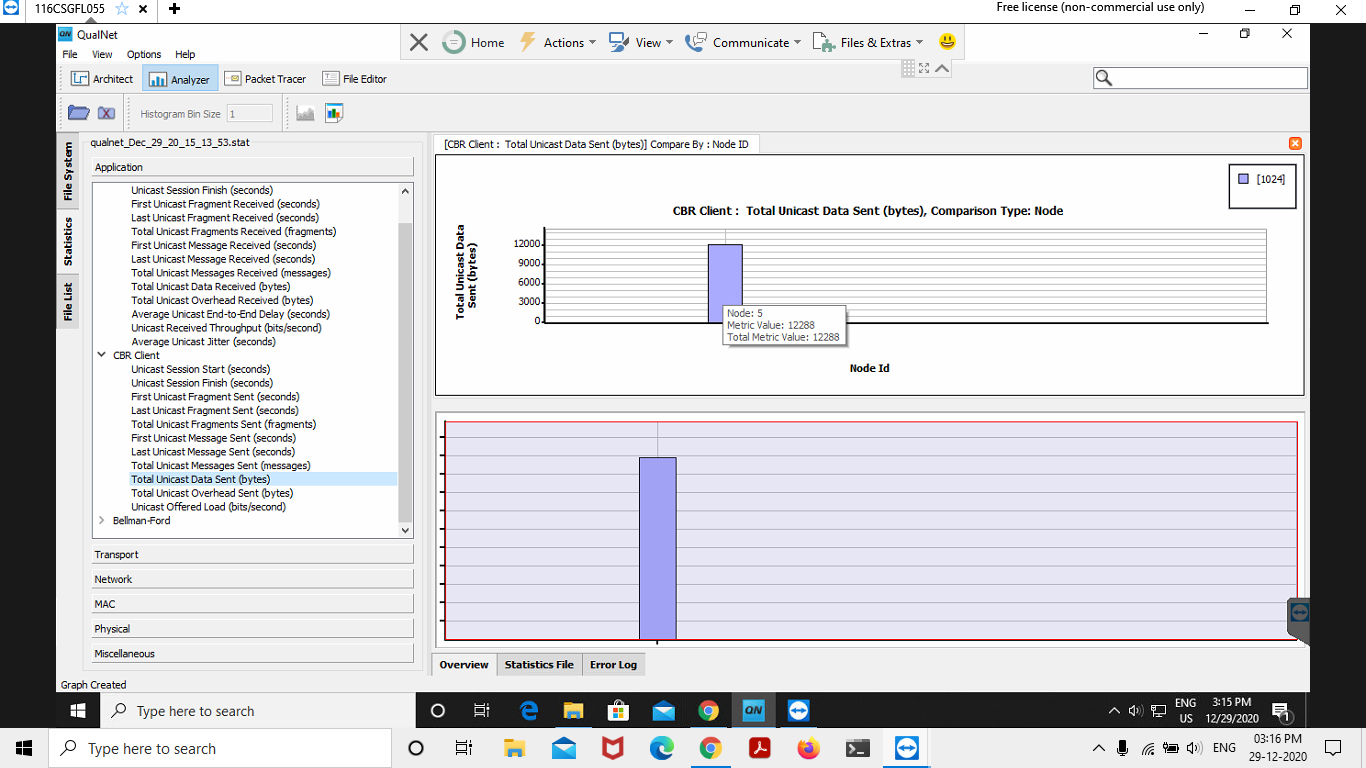 116CSGFL055
Free license (non-commercial use only)
QN QualNet
File View Options Help
Home Actions View Communicate Files & Extras
Architect Analyzer Packet Tracer File Editor
Histogram Bin Size 1
File System
Statistics
File List
qualnet_Dec_29_20_15_13_53.stat
Application
Unicast Session Finish (seconds)
First Unicast Fragment Received (seconds)
Last Unicast Fragment Received (seconds)
Total Unicast Fragments Received (fragments)
First Unicast Message Received (seconds)
Last Unicast Message Received (seconds)
Total Unicast Messages Received (messages)
Total Unicast Data Received (bytes)
Total Unicast Overhead Received (bytes)
Average Unicast End-to-End Delay (seconds)
Unicast Received Throughput (bits/second)
Average Unicast Jitter (seconds)
CBR Client
Unicast Session Start (seconds)
Unicast Session Finish (seconds)
First Unicast Fragment Sent (seconds)
Last Unicast Fragment Sent (seconds)
Total Unicast Fragments Sent (fragments)
First Unicast Message Sent (seconds)
Last Unicast Message Sent (seconds)
Total Unicast Messages Sent (messages)
Total Unicast Data Sent (bytes)
Total Unicast Overhead Sent (bytes)
Unicast Offered Load (bits/second)
Bellman-Ford
Transport
Network
MAC
Physical
Miscellaneous
[CBR Client : Total Unicast Data Sent (bytes)] Compare By : Node ID
[1024]
CBR Client : Total Unicast Data Sent (bytes), Comparison Type: Node
Total Unicast Data
Sent (bytes)
12000
9000
6000
3000
0
Node: 5
Metric Value: 12288
Total Metric Value: 12288
Node Id
Overview Statistics File Error Log
Graph Created
Type here to search
QN
ENG
US
3:15 PM
12/29/2020
1
Type here to search
ENG
03:16 PM
29-12-2020